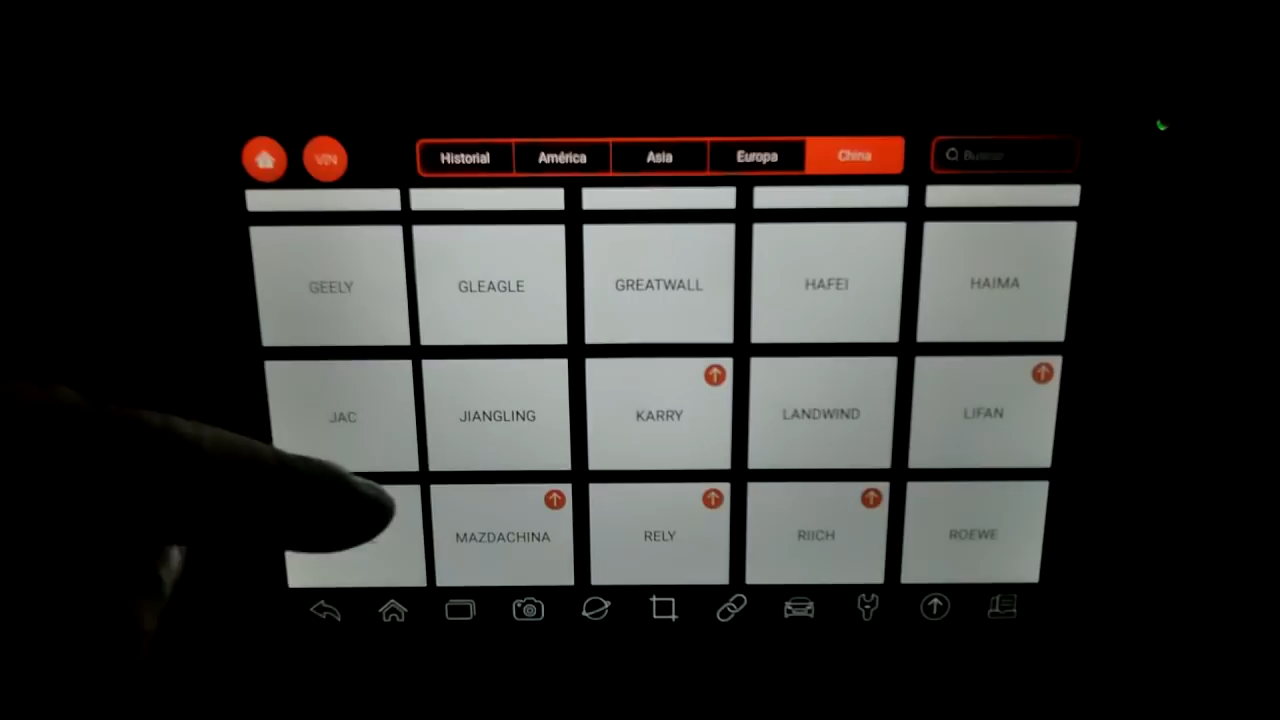 VIN
Historial América Asia Europa China
Buscar
GEELY GLEAGLE GREATWALL HAFEI HAIMA
JAC JIANGLING KARRY LANDWIND LIFAN
MAZDACHINA RELY RIICH ROEWE